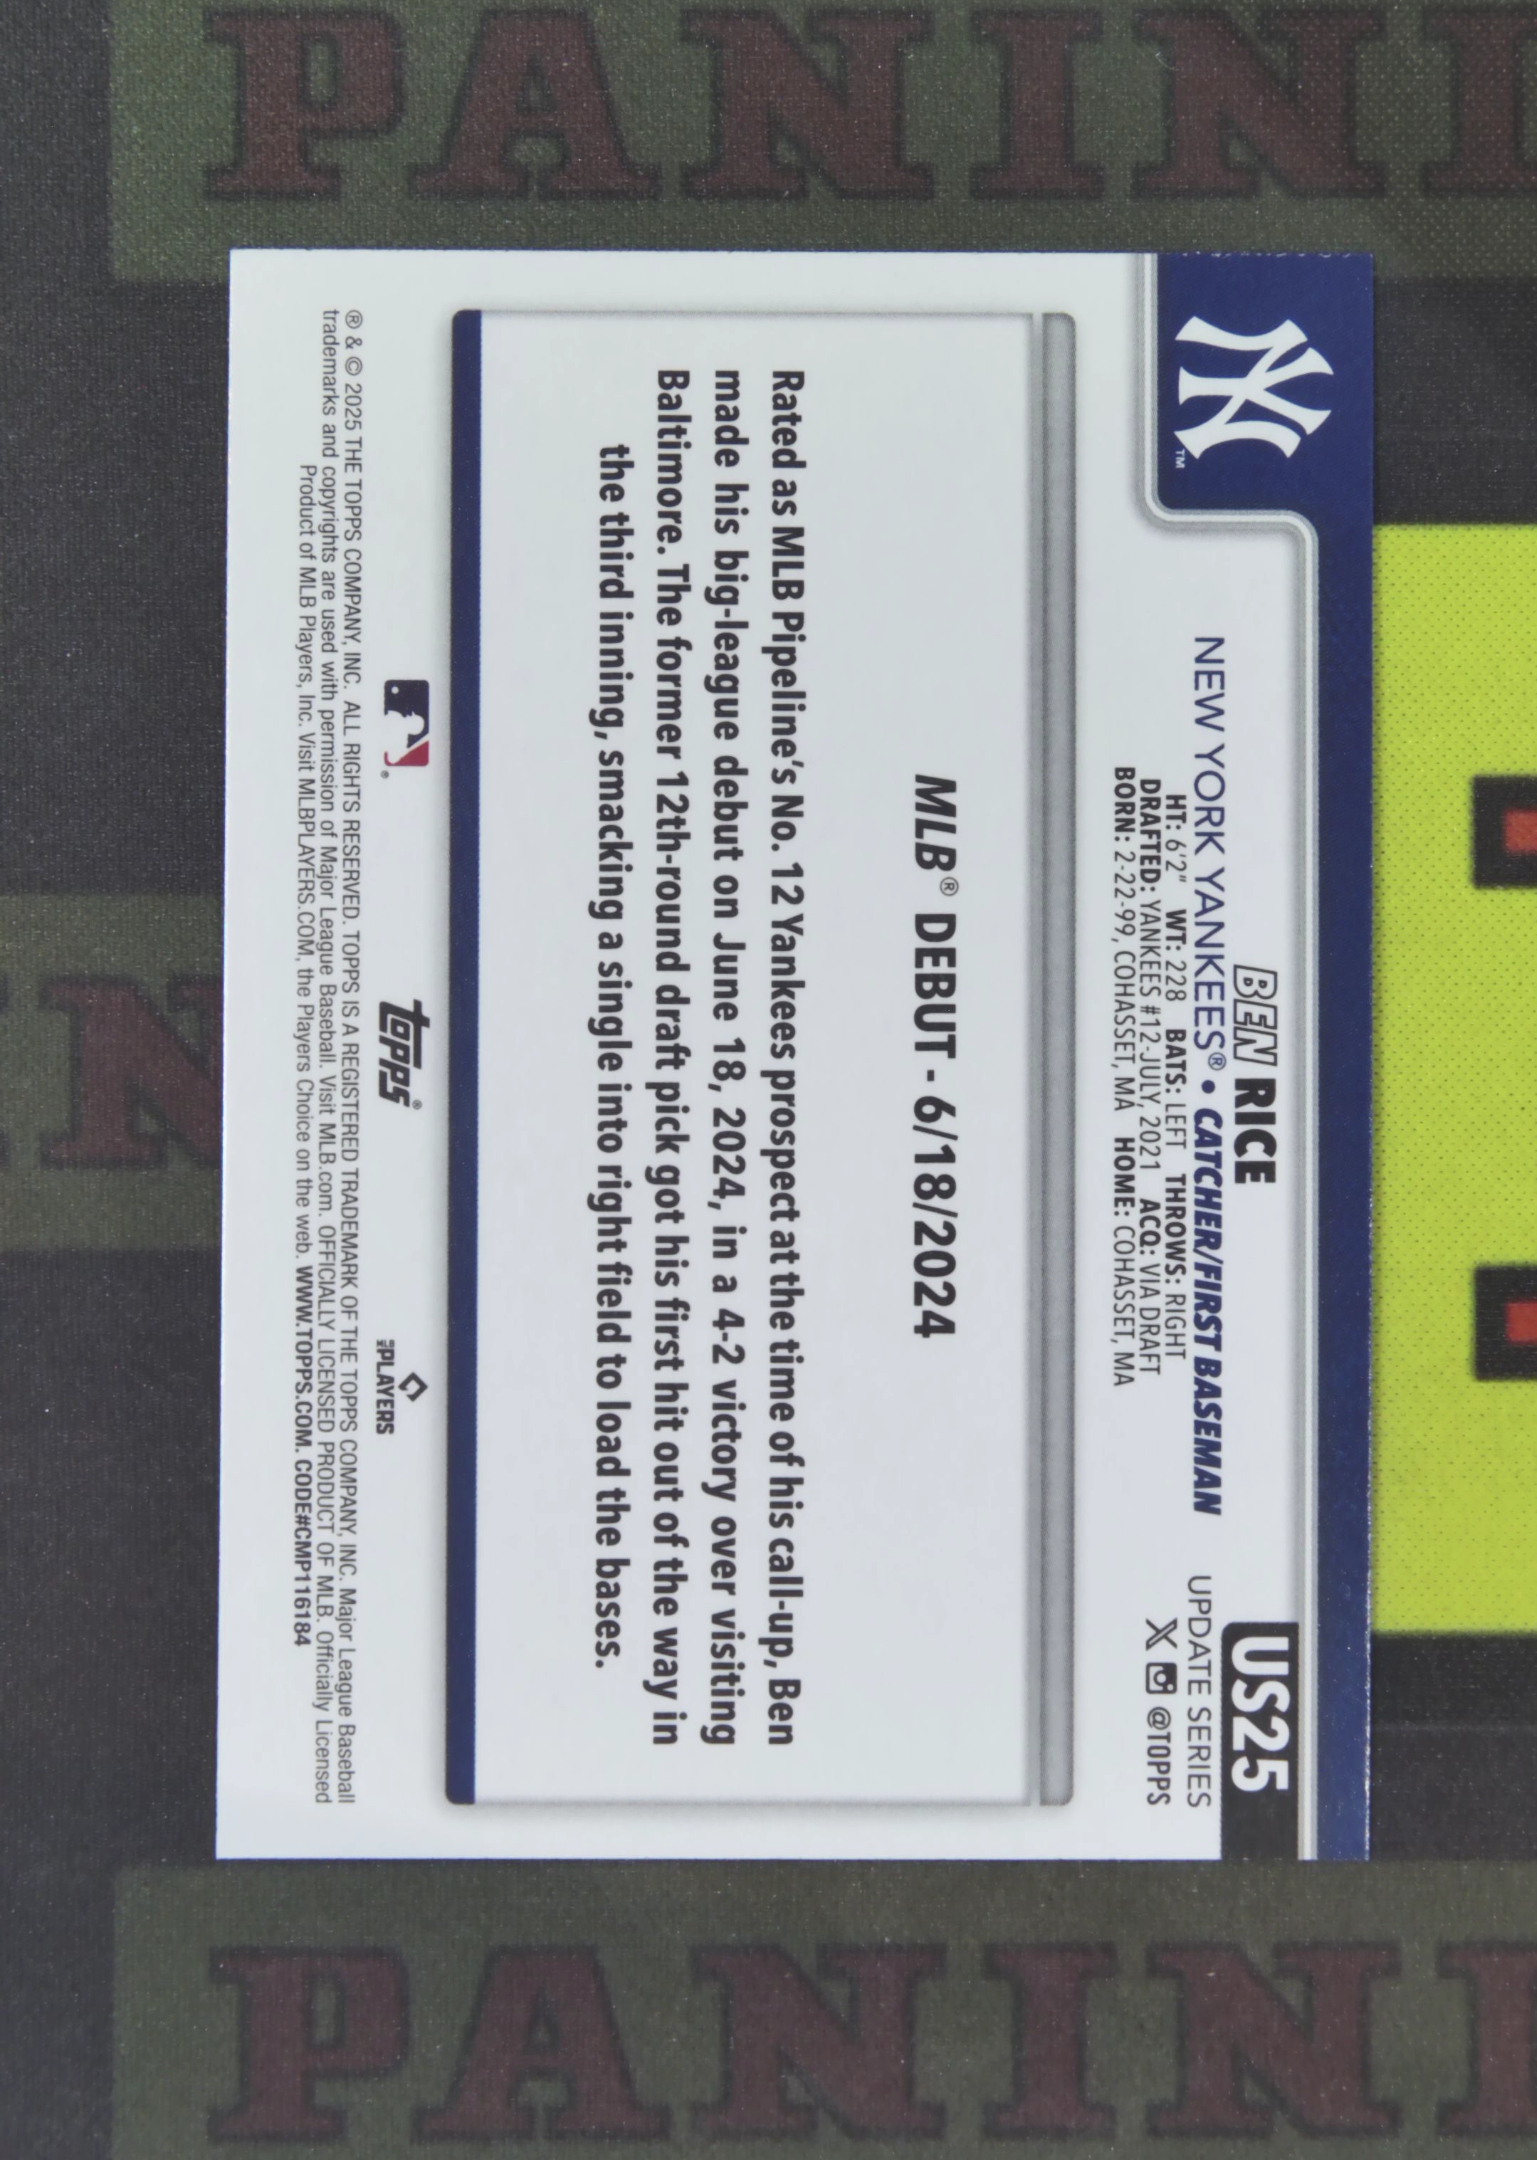 PANINI
NY
TM
BEN RICE
NEW YORK YANKEES® • CATCHER/FIRST BASEMAN
HT: 6'2" WT: 228 BATS: LEFT THROWS: RIGHT
DRAFTED: YANKEES #12-JULY, 2021 ACQ: VIA DRAFT
BORN: 2-22-99, COHASSET, MA HOME: COHASSET, MA
US25
UPDATE SERIES
X @TOPPS
MLB® DEBUT - 6/18/2024
Rated as MLB Pipeline's No. 12 Yankees prospect at the time of his call-up, Ben
made his big-league debut on June 18, 2024, in a 4-2 victory over visiting
Baltimore. The former 12th-round draft pick got his first hit out of the way in
the third inning, smacking a single into right field to load the bases.
topps®
MLB PLAYERS
® & © 2025 THE TOPPS COMPANY, INC. ALL RIGHTS RESERVED. TOPPS IS A REGISTERED TRADEMARK OF THE TOPPS COMPANY, INC. Major League Baseball
trademarks and copyrights are used with permission of Major League Baseball. Visit MLB.com. OFFICIALLY LICENSED PRODUCT OF MLB. Officially Licensed
Product of MLB Players, Inc. Visit MLBPLAYERS.COM, the Players Choice on the web. WWW.TOPPS.COM. CODE#CMP116184
PANINI